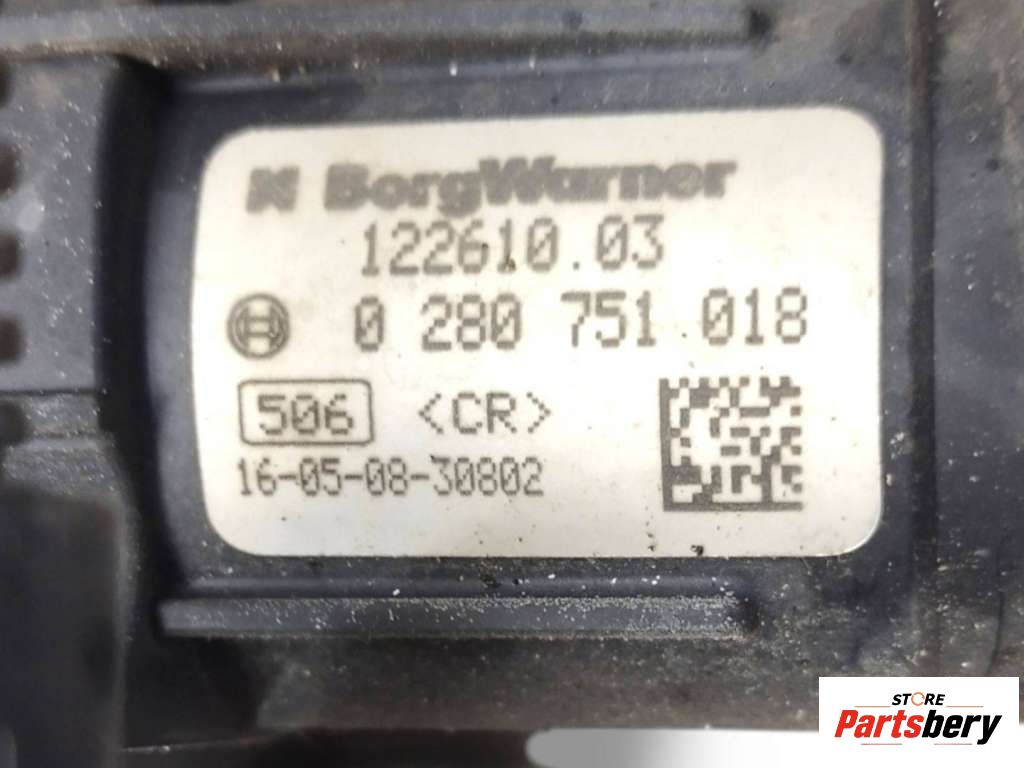 BorgWarner
122610.03
0 280 751 018
506 <CR>
16-05-08-30802
STORE
Partsbery